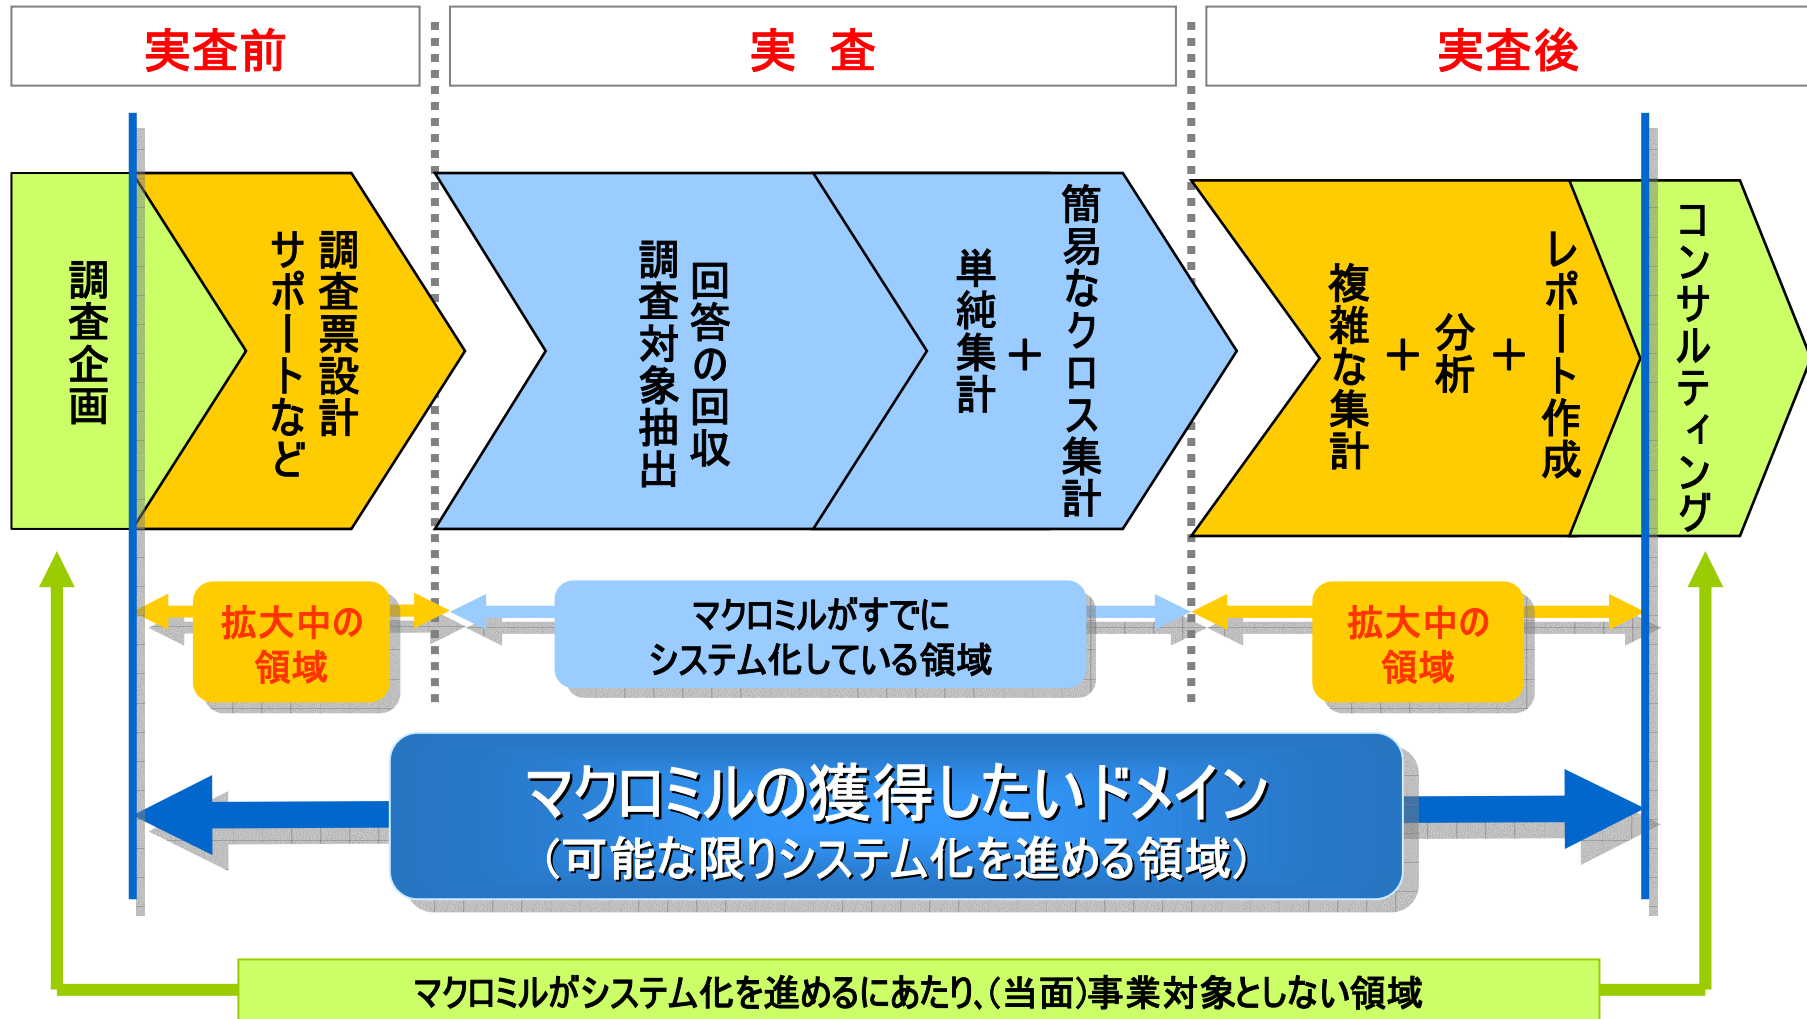 実査前
実 査
実査後
調査企画
調査票設計
サポートなど
回答の回収
調査対象抽出
単純集計
+
簡易なクロス集計
複雑な集計
+
分析
+
レポート作成
コンサルティング
拡大中の
領域
マクロミルがすでに
システム化している領域
拡大中の
領域
マクロミルの獲得したいドメイン
（可能な限りシステム化を進める領域）
マクロミルがシステム化を進めるにあたり、（当面）事業対象としない領域